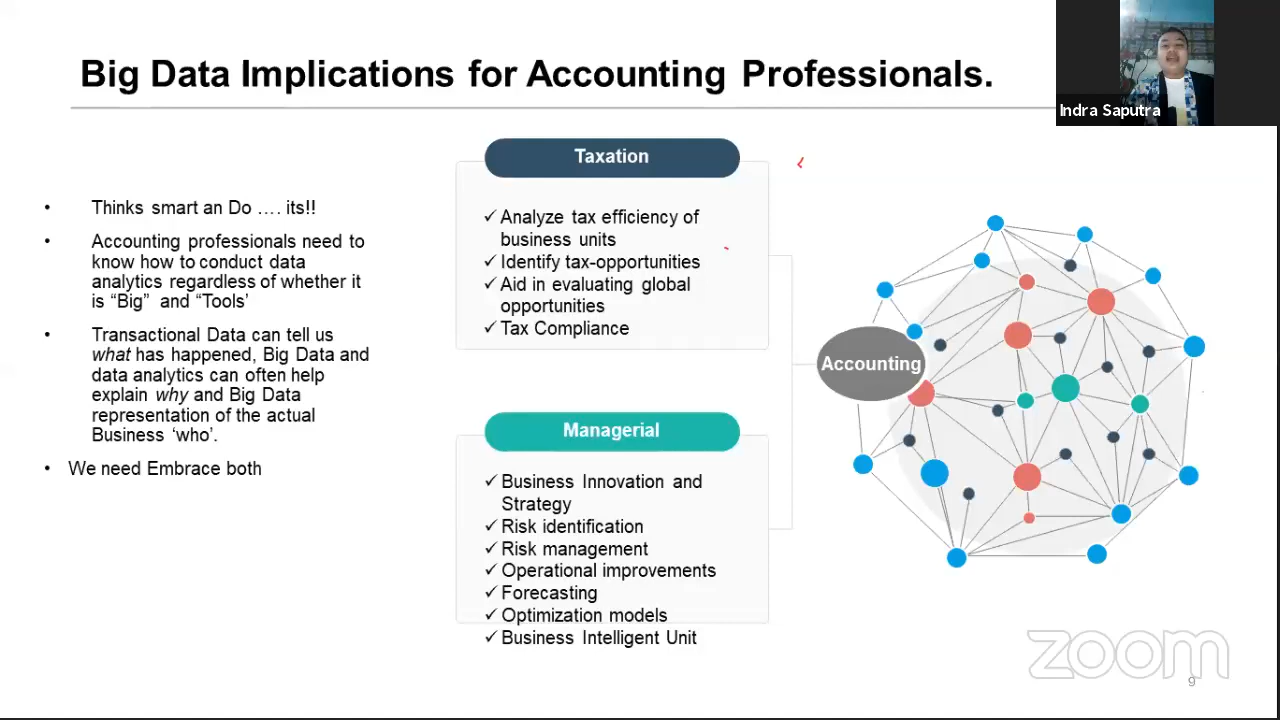 Big Data Implications for Accounting Professionals.
Indra Saputra
• Thinks smart an Do …. its!!
• Accounting professionals need to
know how to conduct data
analytics regardless of whether it
is “Big” and “Tools’
• Transactional Data can tell us
what has happened, Big Data and
data analytics can often help
explain why and Big Data
representation of the actual
Business ‘who’.
• We need Embrace both
Taxation
✓ Analyze tax efficiency of
business units
✓ Identify tax-opportunities
✓ Aid in evaluating global
opportunities
✓ Tax Compliance
Managerial
✓ Business Innovation and
Strategy
✓ Risk identification
✓ Risk management
✓ Operational improvements
✓ Forecasting
✓ Optimization models
✓ Business Intelligent Unit
Accounting
zoom
9